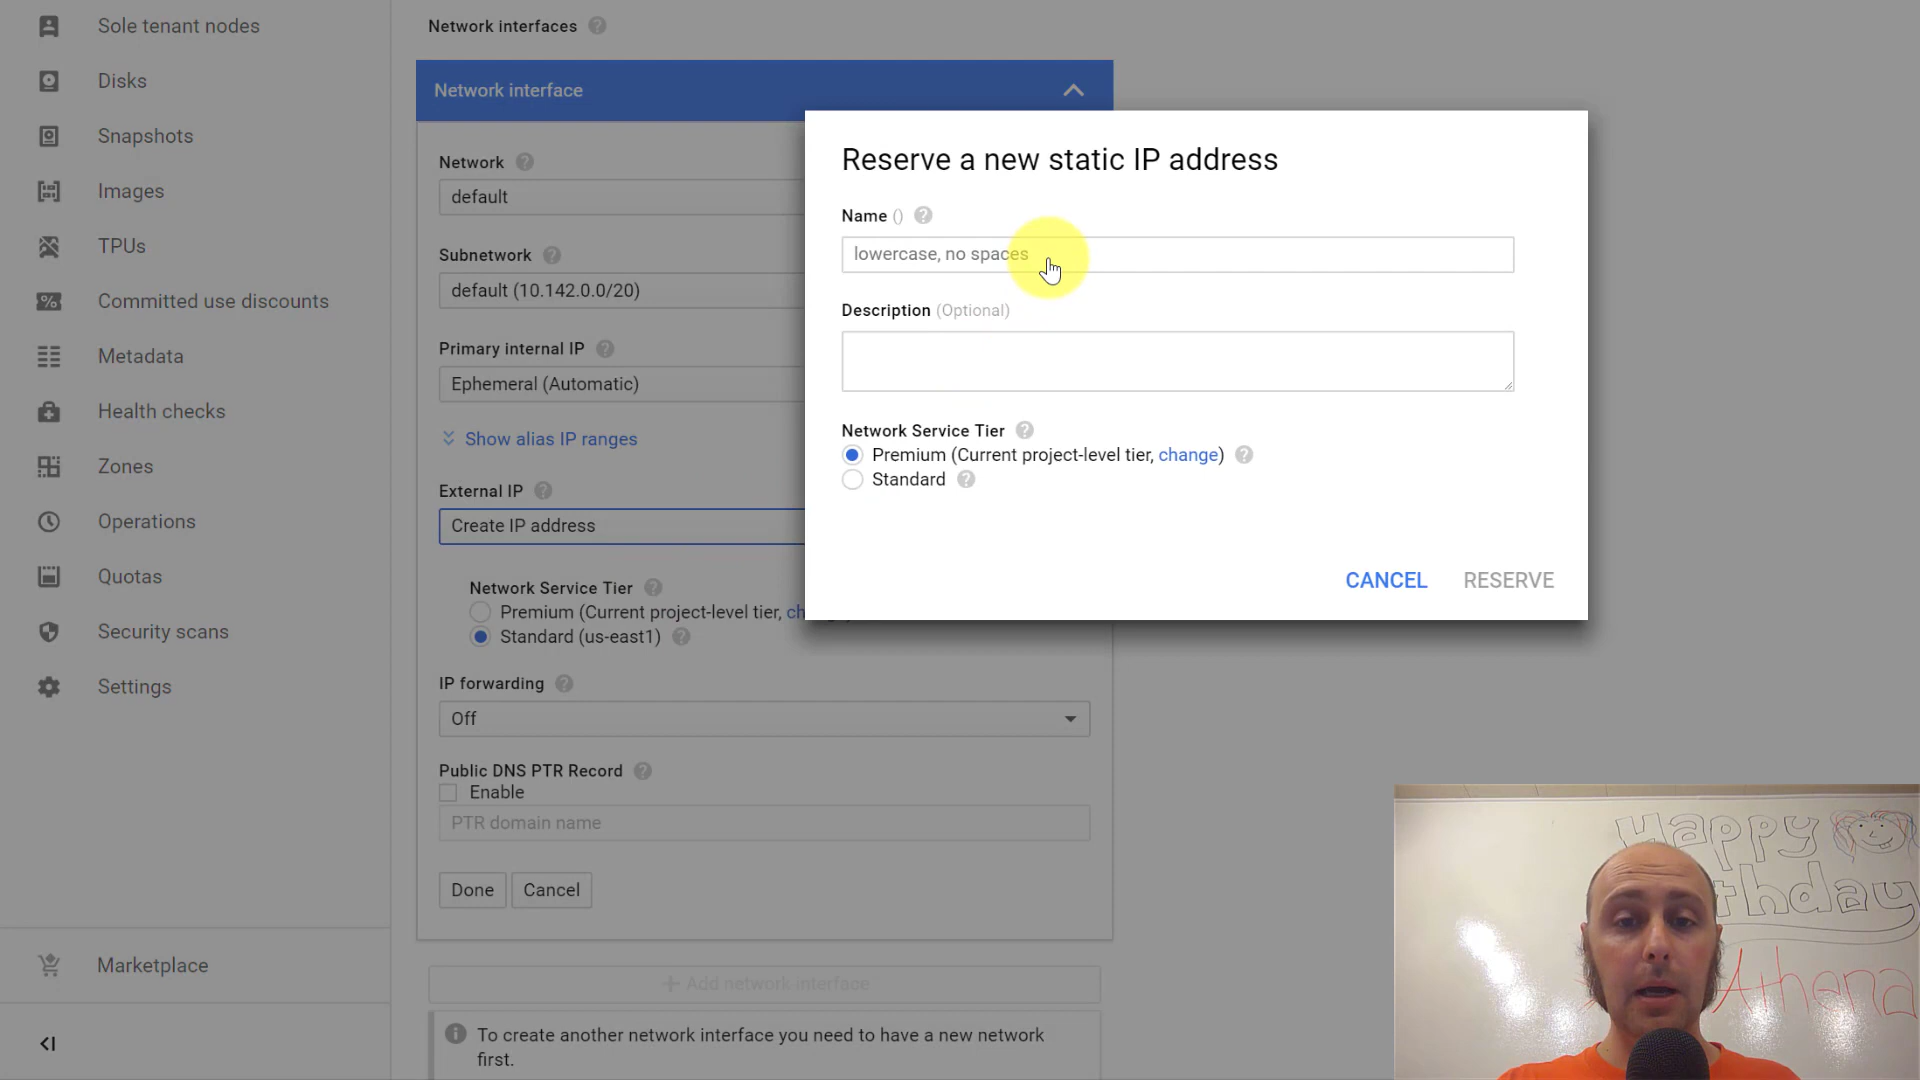 Sole tenant nodes
Disks
Snapshots
Images
TPUs
Committed use discounts
Metadata
Health checks
Zones
Operations
Quotas
Security scans
Settings
Marketplace
Network interfaces
Network interface
Network
default
Subnetwork
default (10.142.0.0/20)
Primary internal IP
Ephemeral (Automatic)
Show alias IP ranges
External IP
Create IP address
Network Service Tier
Premium (Current project-level tier,
Standard (us-east1)
IP forwarding
Off
Public DNS PTR Record
Enable
PTR domain name
Done Cancel
+ Add network interface
To create another network interface you need to have a new network
first.
Reserve a new static IP address
Name ()
lowercase, no spaces
Description (Optional)
Network Service Tier
Premium (Current project-level tier, change)
Standard
CANCEL RESERVE
Happy
Athena